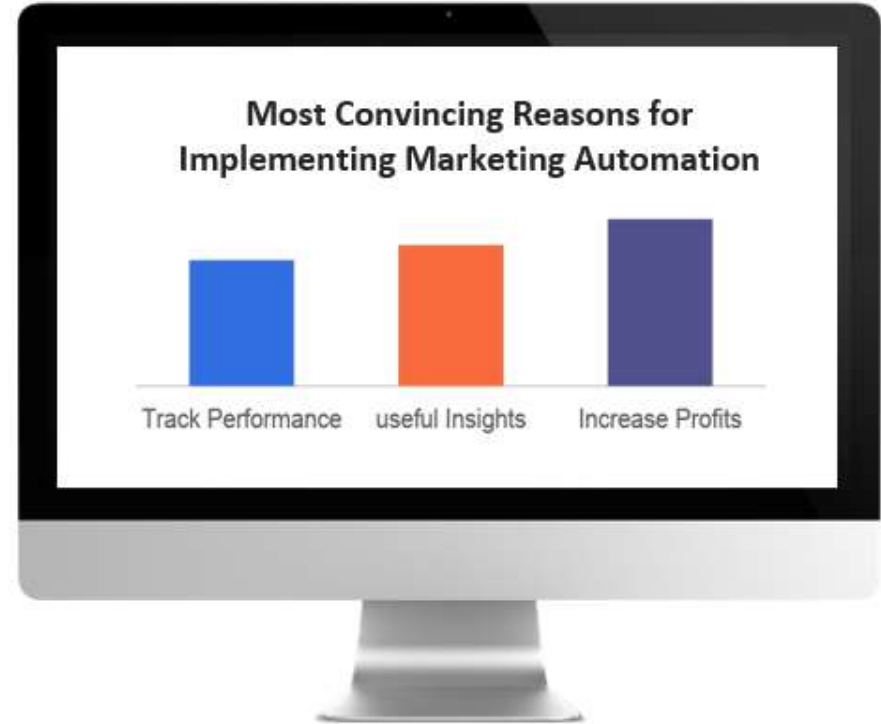 Most Convincing Reasons for
Implementing Marketing Automation
Track Performance useful Insights Increase Profits